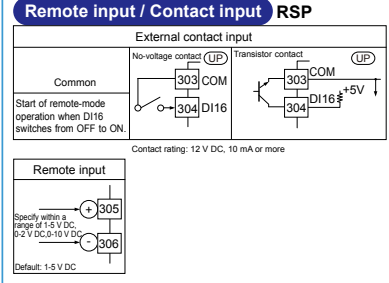 Remote input / Contact input RSP
External contact input
No-voltage contact UP
Transistor contact UP
Common
303 COM
304 DI16
303 COM
304 DI16 +5V
Start of remote-mode
operation when DI16
switches from OFF to ON.
Contact rating: 12 V DC, 10 mA or more
Remote input
Specify within a
range of 1-5 V DC,
0-2 V DC,0-10 V DC
+ 305
- 306
Default: 1-5 V DC